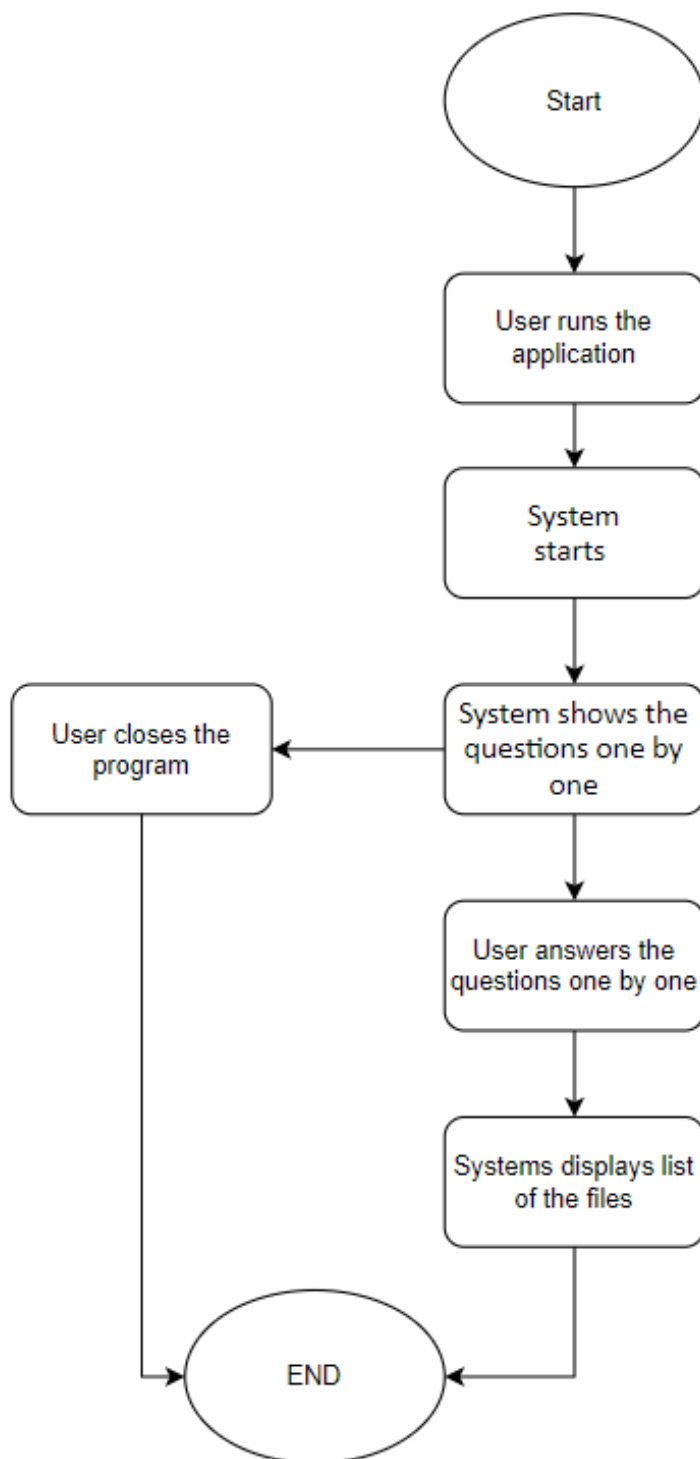 Start
User runs the
application
System
starts
System shows the
questions one by
one
User closes the
program
User answers the
questions one by one
Systems displays list
of the files
END